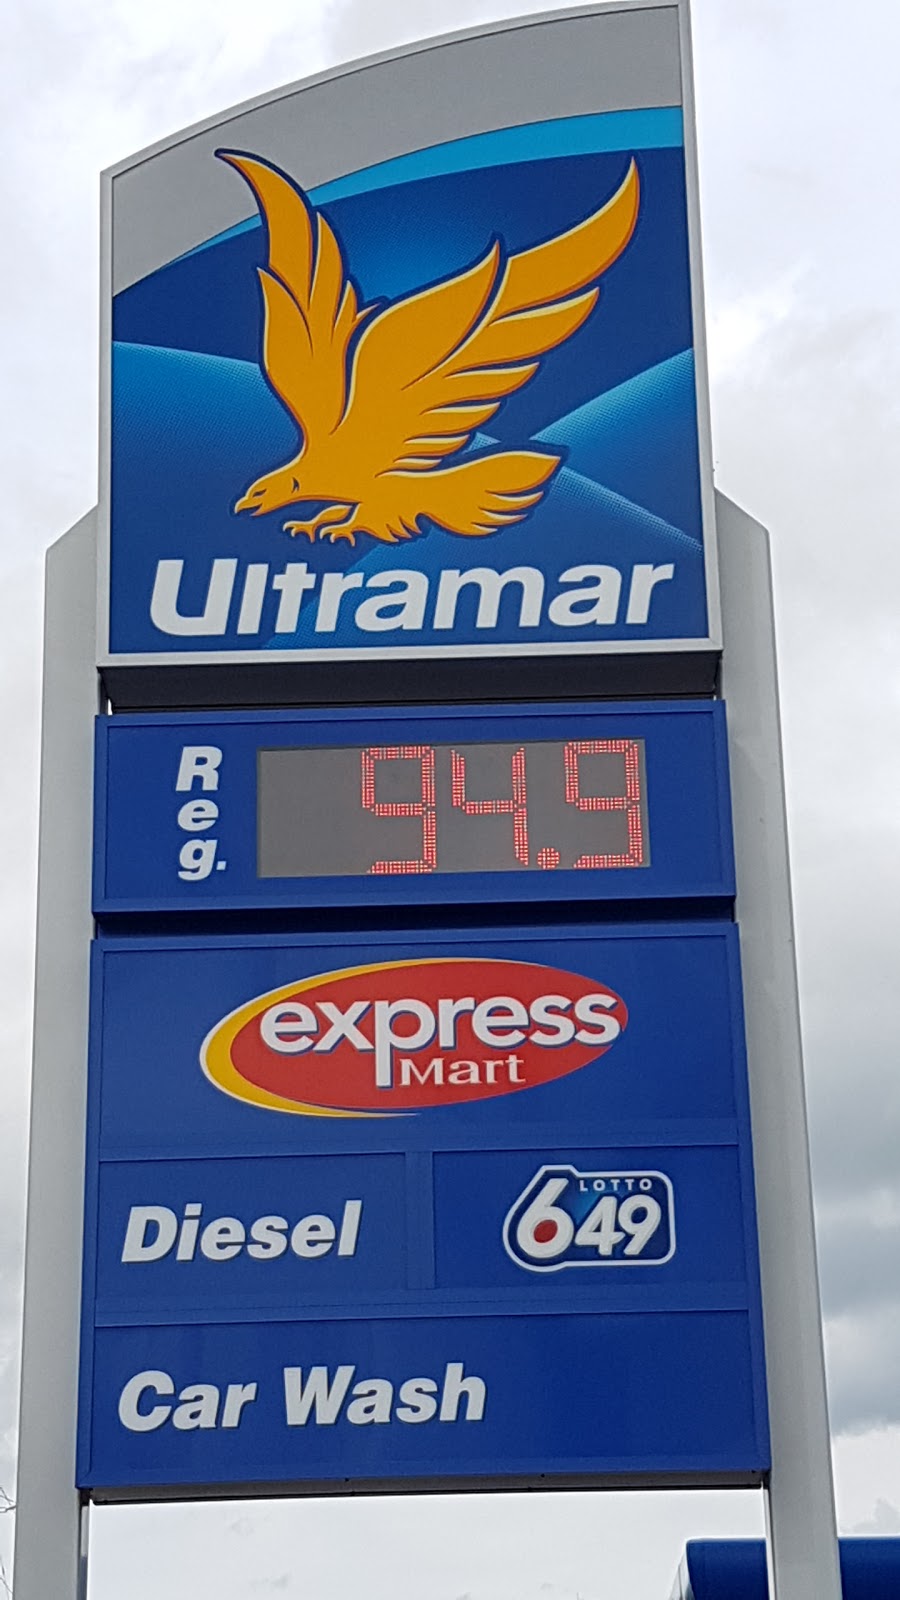 Ultramar
Reg.
94.9
express
Mart
Diesel
LOTTO
649
Car Wash